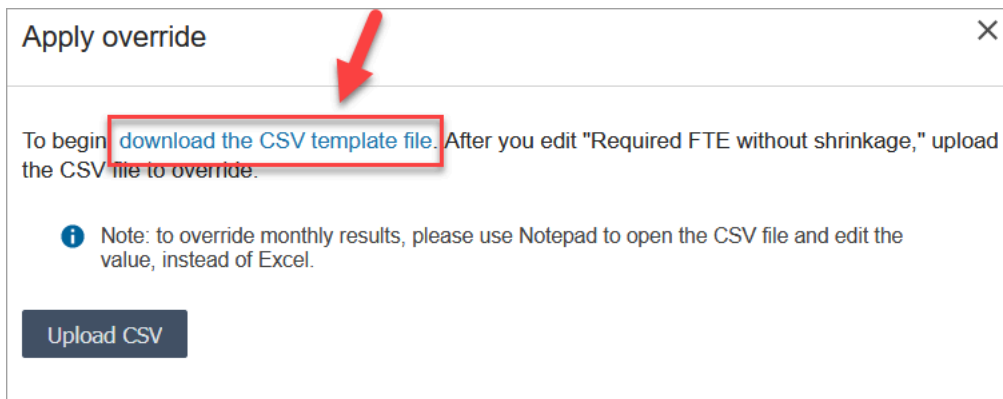 Apply override
To begin, download the CSV template file. After you edit "Required FTE without shrinkage," upload
the CSV file to override.
Note: to override monthly results, please use Notepad to open the CSV file and edit the
value, instead of Excel.
Upload CSV